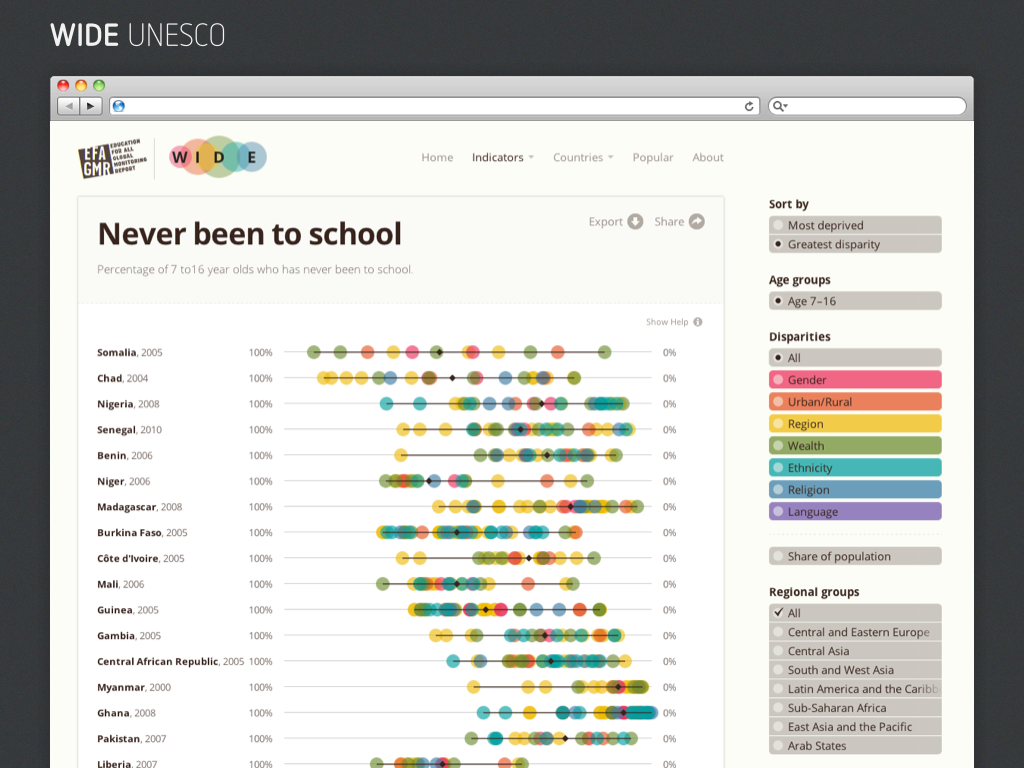 WIDE UNESCO
EFA GMR
EDUCATION FOR ALL GLOBAL MONITORING REPORT
WIDE
Home Indicators Countries Popular About
Never been to school
Export Share
Percentage of 7 to16 year olds who has never been to school.
Show Help
Somalia, 2005 100% 0%
Chad, 2004 100% 0%
Nigeria, 2008 100% 0%
Senegal, 2010 100% 0%
Benin, 2006 100% 0%
Niger, 2006 100% 0%
Madagascar, 2008 100% 0%
Burkina Faso, 2005 100% 0%
Côte d'Ivoire, 2005 100% 0%
Mali, 2006 100% 0%
Guinea, 2005 100% 0%
Gambia, 2005 100% 0%
Central African Republic, 2005 100% 0%
Myanmar, 2000 100% 0%
Ghana, 2008 100% 0%
Pakistan, 2007 100% 0%
Liberia, 2007 100% 0%
Sort by
Most deprived
Greatest disparity
Age groups
Age 7–16
Disparities
All
Gender
Urban/Rural
Region
Wealth
Ethnicity
Religion
Language
Share of population
Regional groups
All
Central and Eastern Europe
Central Asia
South and West Asia
Latin America and the Caribb
Sub-Saharan Africa
East Asia and the Pacific
Arab States